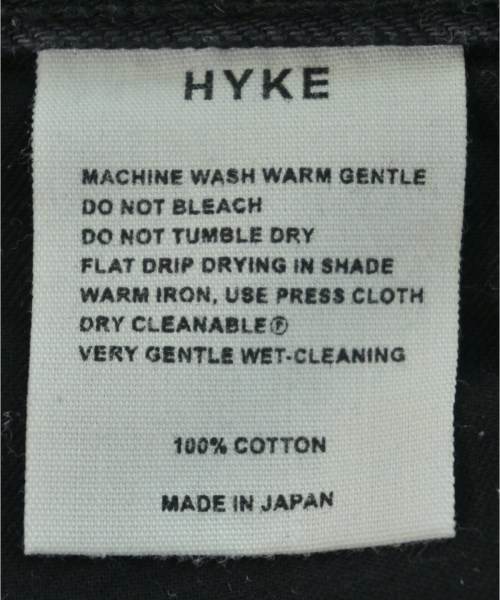 HYKE
MACHINE WASH WARM GENTLE
DO NOT BLEACH
DO NOT TUMBLE DRY
FLAT DRIP DRYING IN SHADE
WARM IRON, USE PRESS CLOTH
DRY CLEANABLEⓅ
VERY GENTLE WET-CLEANING
100% COTTON
MADE IN JAPAN